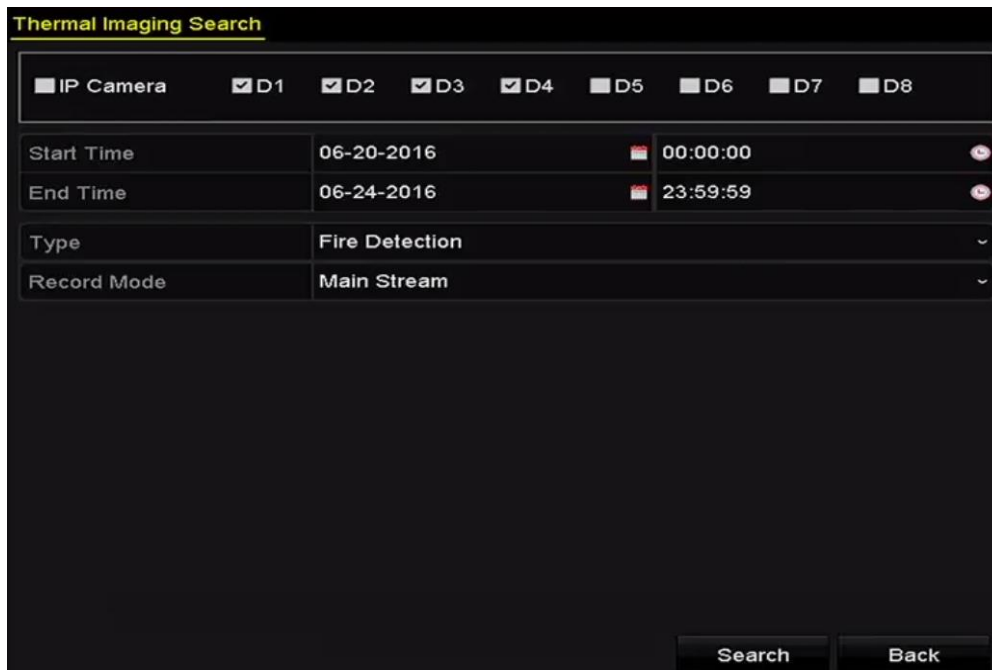 Thermal Imaging Search
IP Camera D1 D2 D3 D4 D5 D6 D7 D8
Start Time 06-20-2016 00:00:00
End Time 06-24-2016 23:59:59
Type Fire Detection
Record Mode Main Stream
Search Back